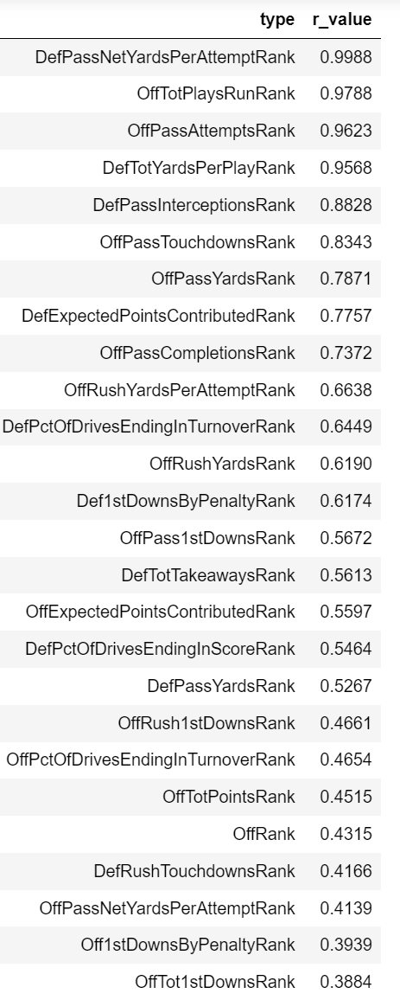 type r_value
DefPassNetYardsPerAttemptRank 0.9988
OffTotPlaysRunRank 0.9788
OffPassAttemptsRank 0.9623
DefTotYardsPerPlayRank 0.9568
DefPassInterceptionsRank 0.8828
OffPassTouchdownsRank 0.8343
OffPassYardsRank 0.7871
DefExpectedPointsContributedRank 0.7757
OffPassCompletionsRank 0.7372
OffRushYardsPerAttemptRank 0.6638
DefPctOfDrivesEndingInTurnoverRank 0.6449
OffRushYardsRank 0.6190
Def1stDownsByPenaltyRank 0.6174
OffPass1stDownsRank 0.5672
DefTotTakeawaysRank 0.5613
OffExpectedPointsContributedRank 0.5597
DefPctOfDrivesEndingInScoreRank 0.5464
DefPassYardsRank 0.5267
OffRush1stDownsRank 0.4661
OffPctOfDrivesEndingInTurnoverRank 0.4654
OffTotPointsRank 0.4515
OffRank 0.4315
DefRushTouchdownsRank 0.4166
OffPassNetYardsPerAttemptRank 0.4139
Off1stDownsByPenaltyRank 0.3939
OffTot1stDownsRank 0.3884